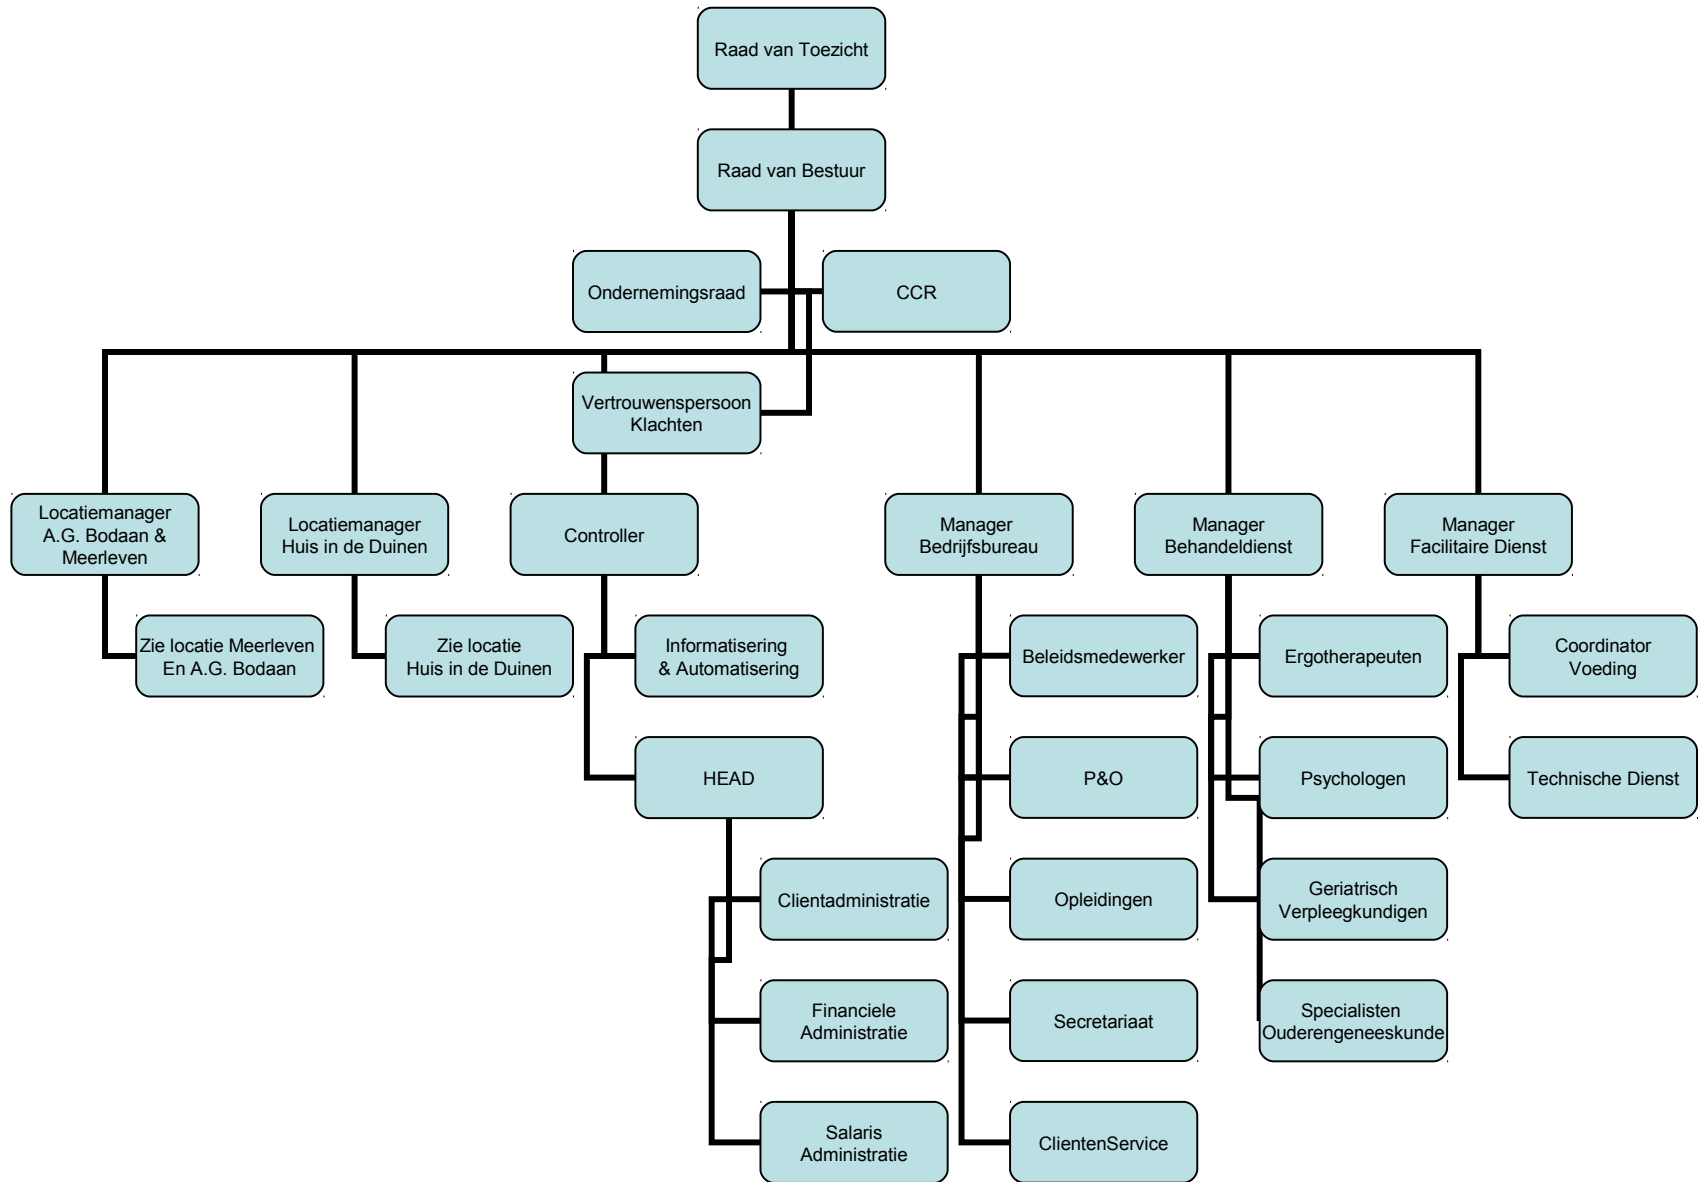 Raad van Toezicht
Raad van Bestuur
Ondernemingsraad
CCR
Vertrouwenspersoon
Klachten
Locatiemanager
A.G. Bodaan &
Meerleven
Locatiemanager
Huis in de Duinen
Controller
Manager
Bedrijfsbureau
Manager
Behandeldienst
Manager
Facilitaire Dienst
Zie locatie Meerleven
En A.G. Bodaan
Zie locatie
Huis in de Duinen
Informatisering
& Automatisering
Beleidsmedewerker
Ergotherapeuten
Coordinator
Voeding
HEAD
P&O
Psychologen
Technische Dienst
Clientadministratie
Opleidingen
Geriatrisch
Verpleegkundigen
Financiele
Administratie
Secretariaat
Specialisten
Ouderengeneeskunde
Salaris
Administratie
ClientenService